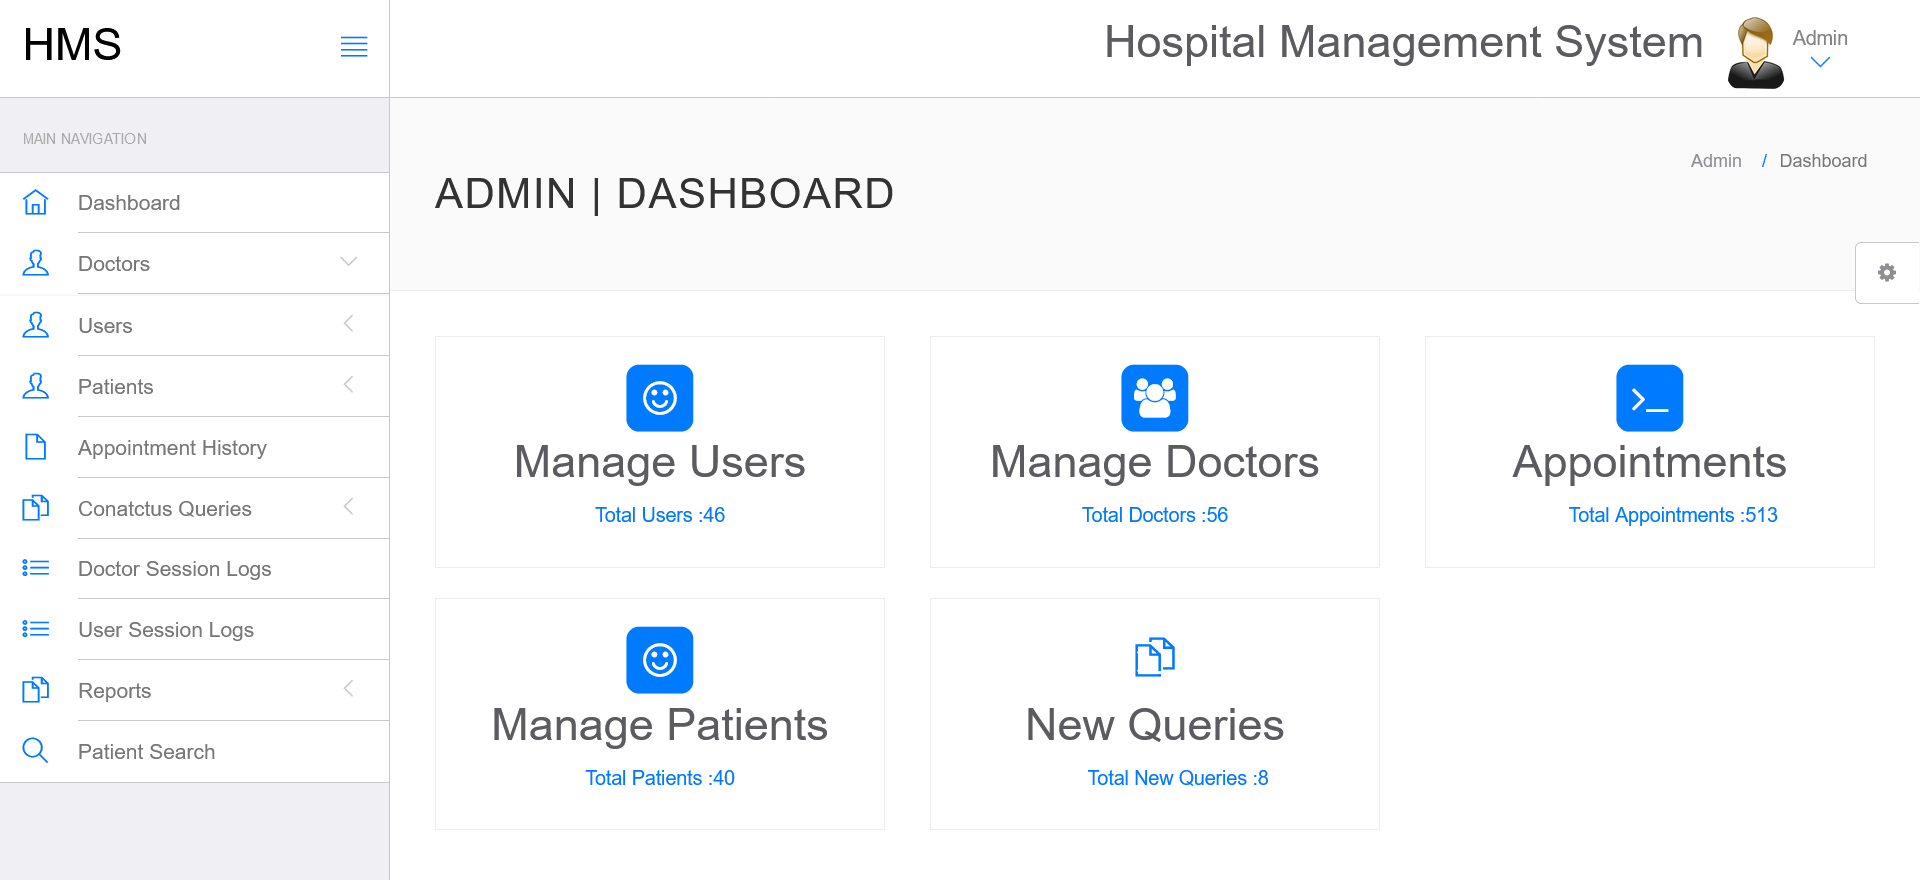 HMS
Hospital Management System
Admin
MAIN NAVIGATION
Dashboard
Doctors
Users
Patients
Appointment History
Conatctus Queries
Doctor Session Logs
User Session Logs
Reports
Patient Search
ADMIN | DASHBOARD
Admin / Dashboard
Manage Users
Total Users :46
Manage Doctors
Total Doctors :56
Appointments
Total Appointments :513
Manage Patients
Total Patients :40
New Queries
Total New Queries :8